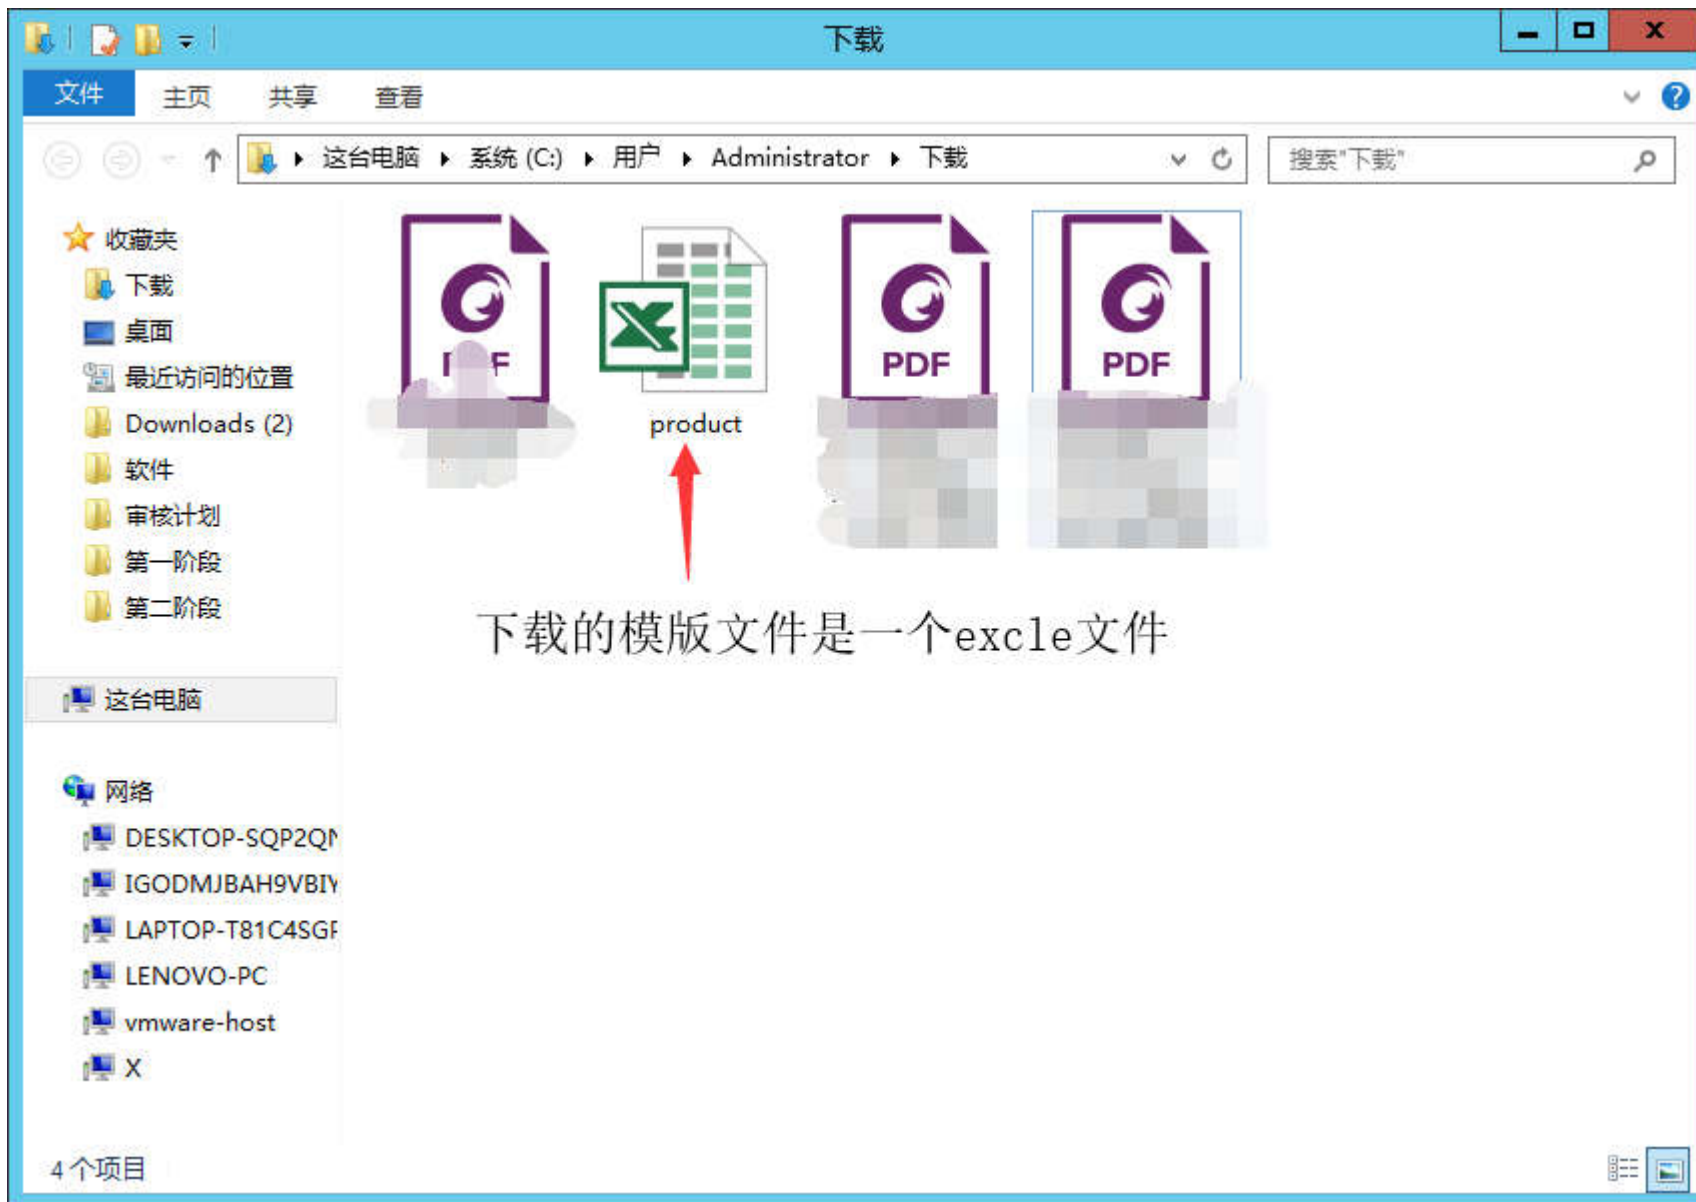 下载
文件 主页 共享 查看
这台电脑 系统 (C:) 用户 Administrator 下载
搜索"下载"
收藏夹
下载
桌面
最近访问的位置
Downloads (2)
软件
审核计划
第一阶段
第二阶段
这台电脑
网络
DESKTOP-SQP2QN
IGODMJBAH9VBIY
LAPTOP-T81C4SGF
LENOVO-PC
vmware-host
X
PDF
PDF
product
下载的模版文件是一个excle文件
4 个项目